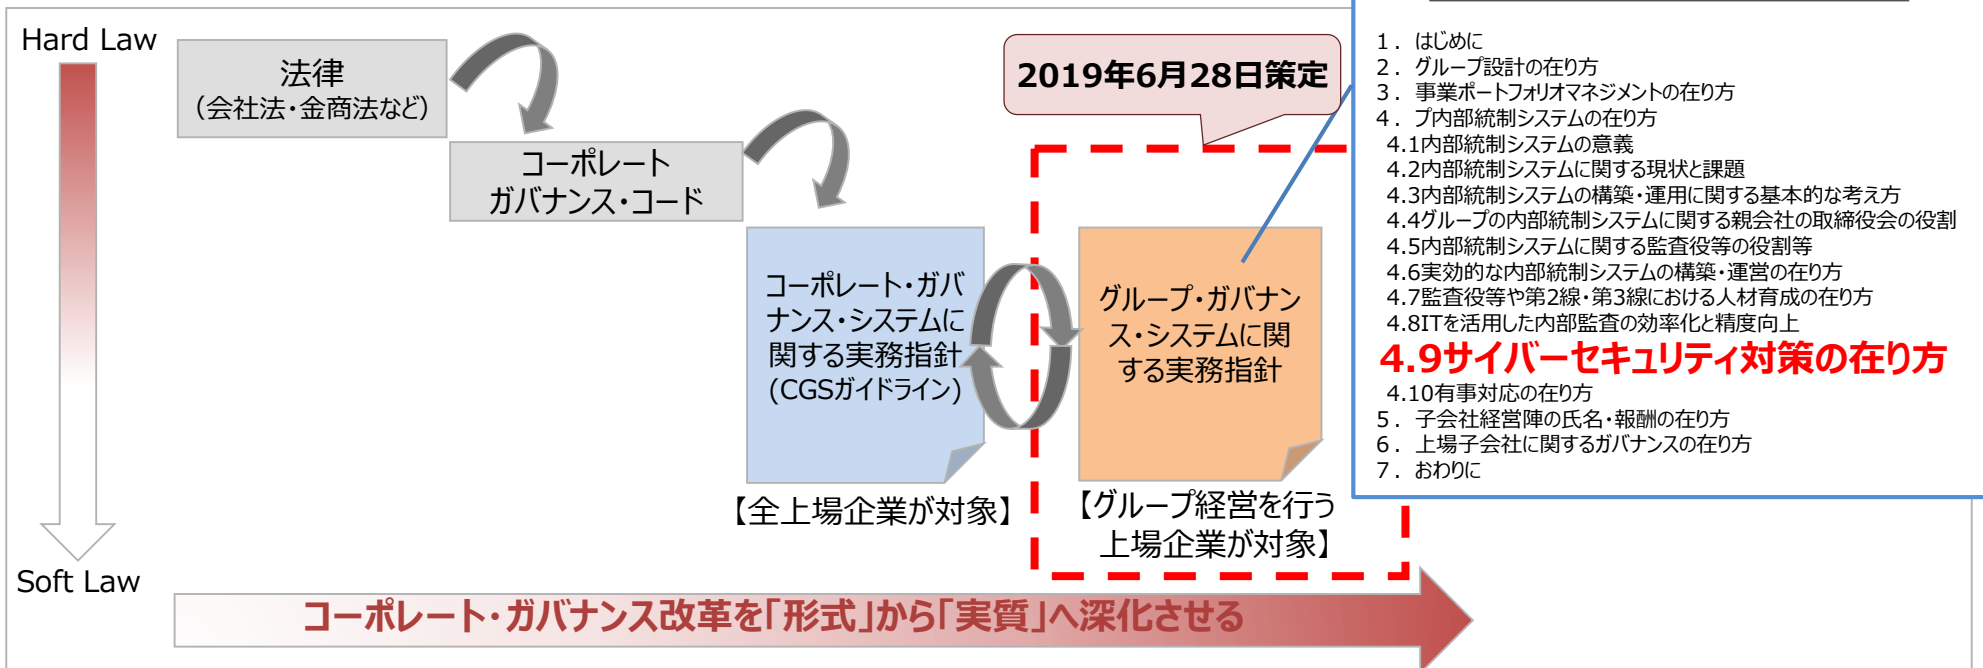 Hard Law
法律
（会社法・金商法など）
コーポレート
ガバナンス・コード
コーポレート・ガバ
ナンス・システムに
関する実務指針
(CGSガイドライン)
【全上場企業が対象】
2019年6月28日策定
グループ・ガバナン
ス・システムに関
する実務指針
【グループ経営を行う
上場企業が対象】
1．はじめに
2．グループ設計の在り方
3．事業ポートフォリオマネジメントの在り方
4．プ内部統制システムの在り方
4.1内部統制システムの意義
4.2内部統制システムに関する現状と課題
4.3内部統制システムの構築・運用に関する基本的な考え方
4.4グループの内部統制システムに関する親会社の取締役会の役割
4.5内部統制システムに関する監査役等の役割等
4.6実効的な内部統制システムの構築・運営の在り方
4.7監査役等や第2線・第3線における人材育成の在り方
4.8ITを活用した内部監査の効率化と精度向上
4.9サイバーセキュリティ対策の在り方
4.10有事対応の在り方
5．子会社経営陣の氏名・報酬の在り方
6．上場子会社に関するガバナンスの在り方
7．おわりに
Soft Law
コーポレート・ガバナンス改革を「形式」から「実質」へ深化させる